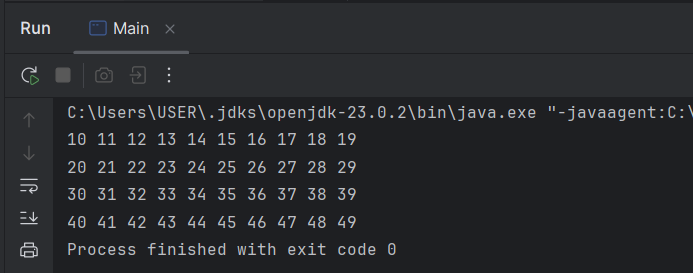 Run Main
C:\Users\USER\.jdks\openjdk-23.0.2\bin\java.exe "-javaagent:C:\
10 11 12 13 14 15 16 17 18 19
20 21 22 23 24 25 26 27 28 29
30 31 32 33 34 35 36 37 38 39
40 41 42 43 44 45 46 47 48 49
Process finished with exit code 0